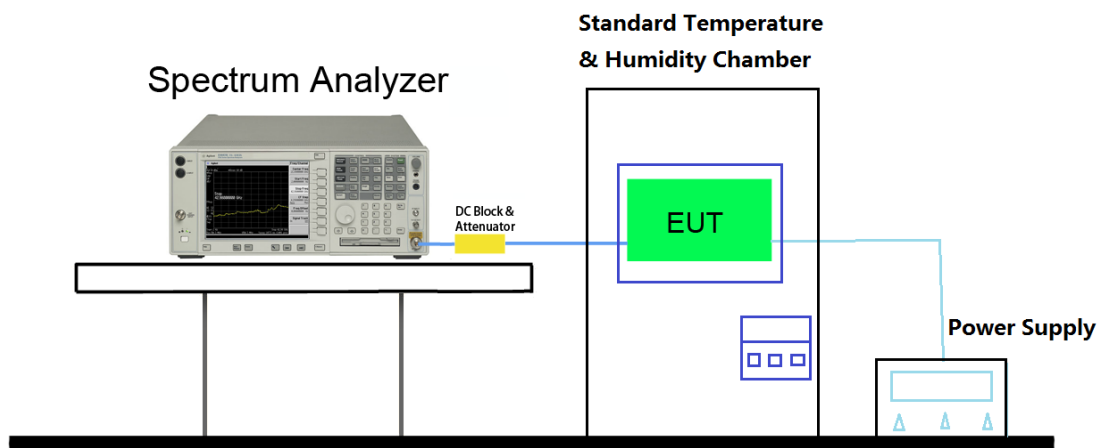 Standard Temperature
& Humidity Chamber
Spectrum Analyzer
DC Block &
Attenuator
EUT
Power Supply